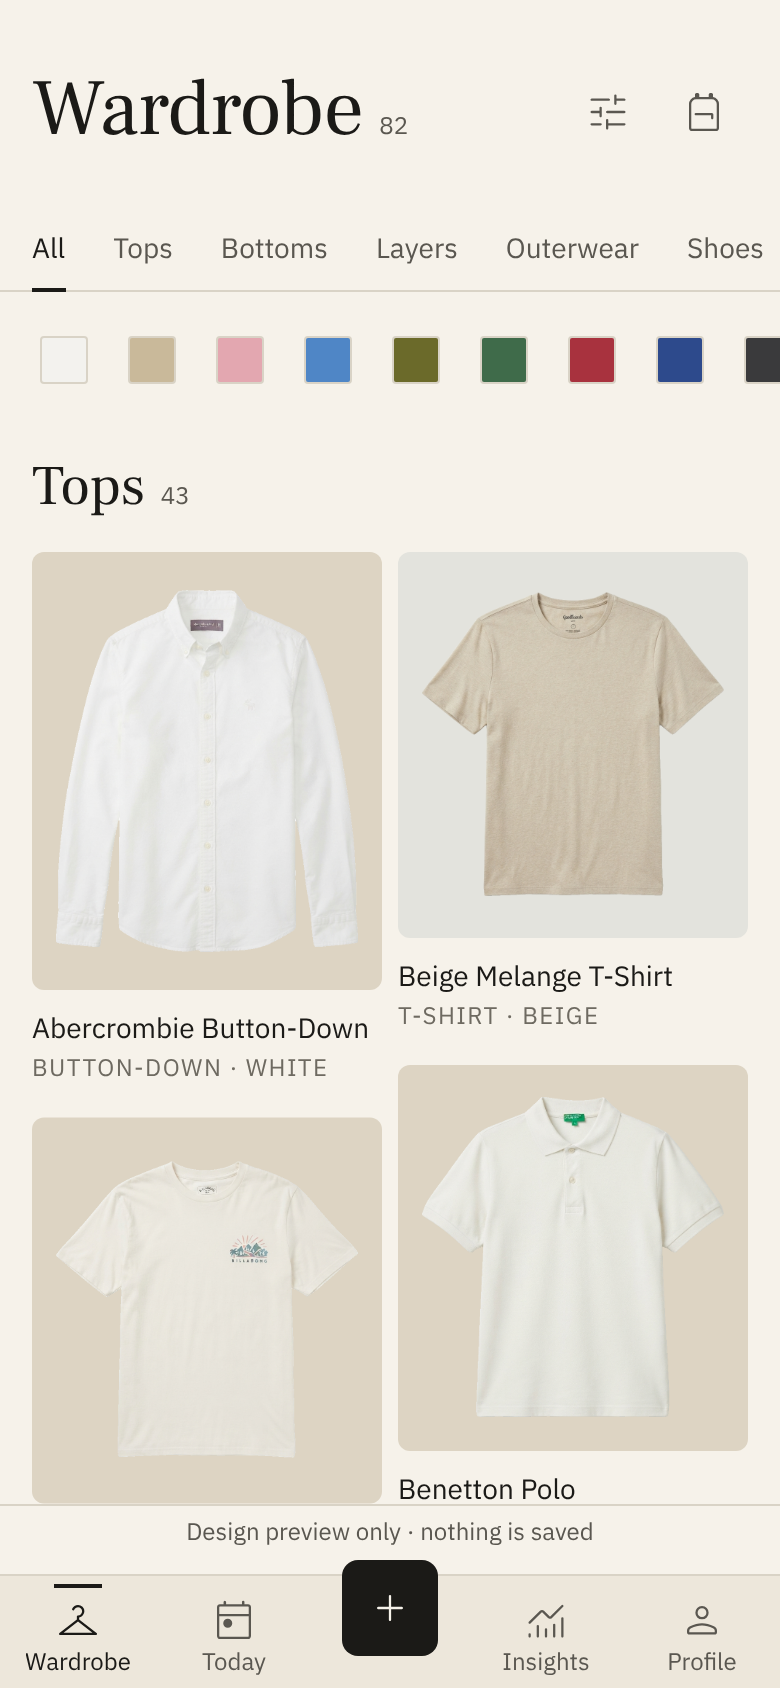 Wardrobe 82
All Tops Bottoms Layers Outerwear Shoes
Tops 43
Abercrombie Button-Down
BUTTON-DOWN · WHITE
Beige Melange T-Shirt
T-SHIRT · BEIGE
BILLABONG
Benetton Polo
Design preview only · nothing is saved
Wardrobe Today Insights Profile